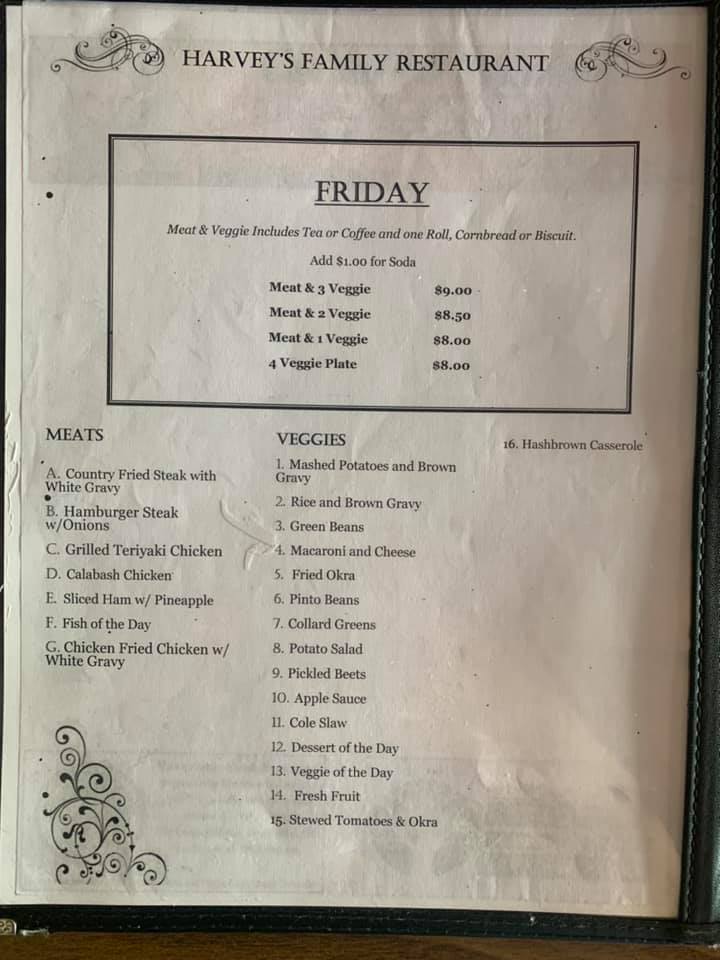 HARVEY'S FAMILY RESTAURANT
FRIDAY
Meat & Veggie Includes Tea or Coffee and one Roll, Cornbread or Biscuit.
Add $1.00 for Soda
Meat & 3 Veggie $9.00
Meat & 2 Veggie $8.50
Meat & 1 Veggie $8.00
4 Veggie Plate $8.00
MEATS
A. Country Fried Steak with
White Gravy
B. Hamburger Steak
w/Onions
C. Grilled Teriyaki Chicken
D. Calabash Chicken
E. Sliced Ham w/ Pineapple
F. Fish of the Day
G. Chicken Fried Chicken w/
White Gravy
VEGGIES
1. Mashed Potatoes and Brown
Gravy
2. Rice and Brown Gravy
3. Green Beans
4. Macaroni and Cheese
5. Fried Okra
6. Pinto Beans
7. Collard Greens
8. Potato Salad
9. Pickled Beets
10. Apple Sauce
11. Cole Slaw
12. Dessert of the Day
13. Veggie of the Day
14. Fresh Fruit
15. Stewed Tomatoes & Okra
16. Hashbrown Casserole